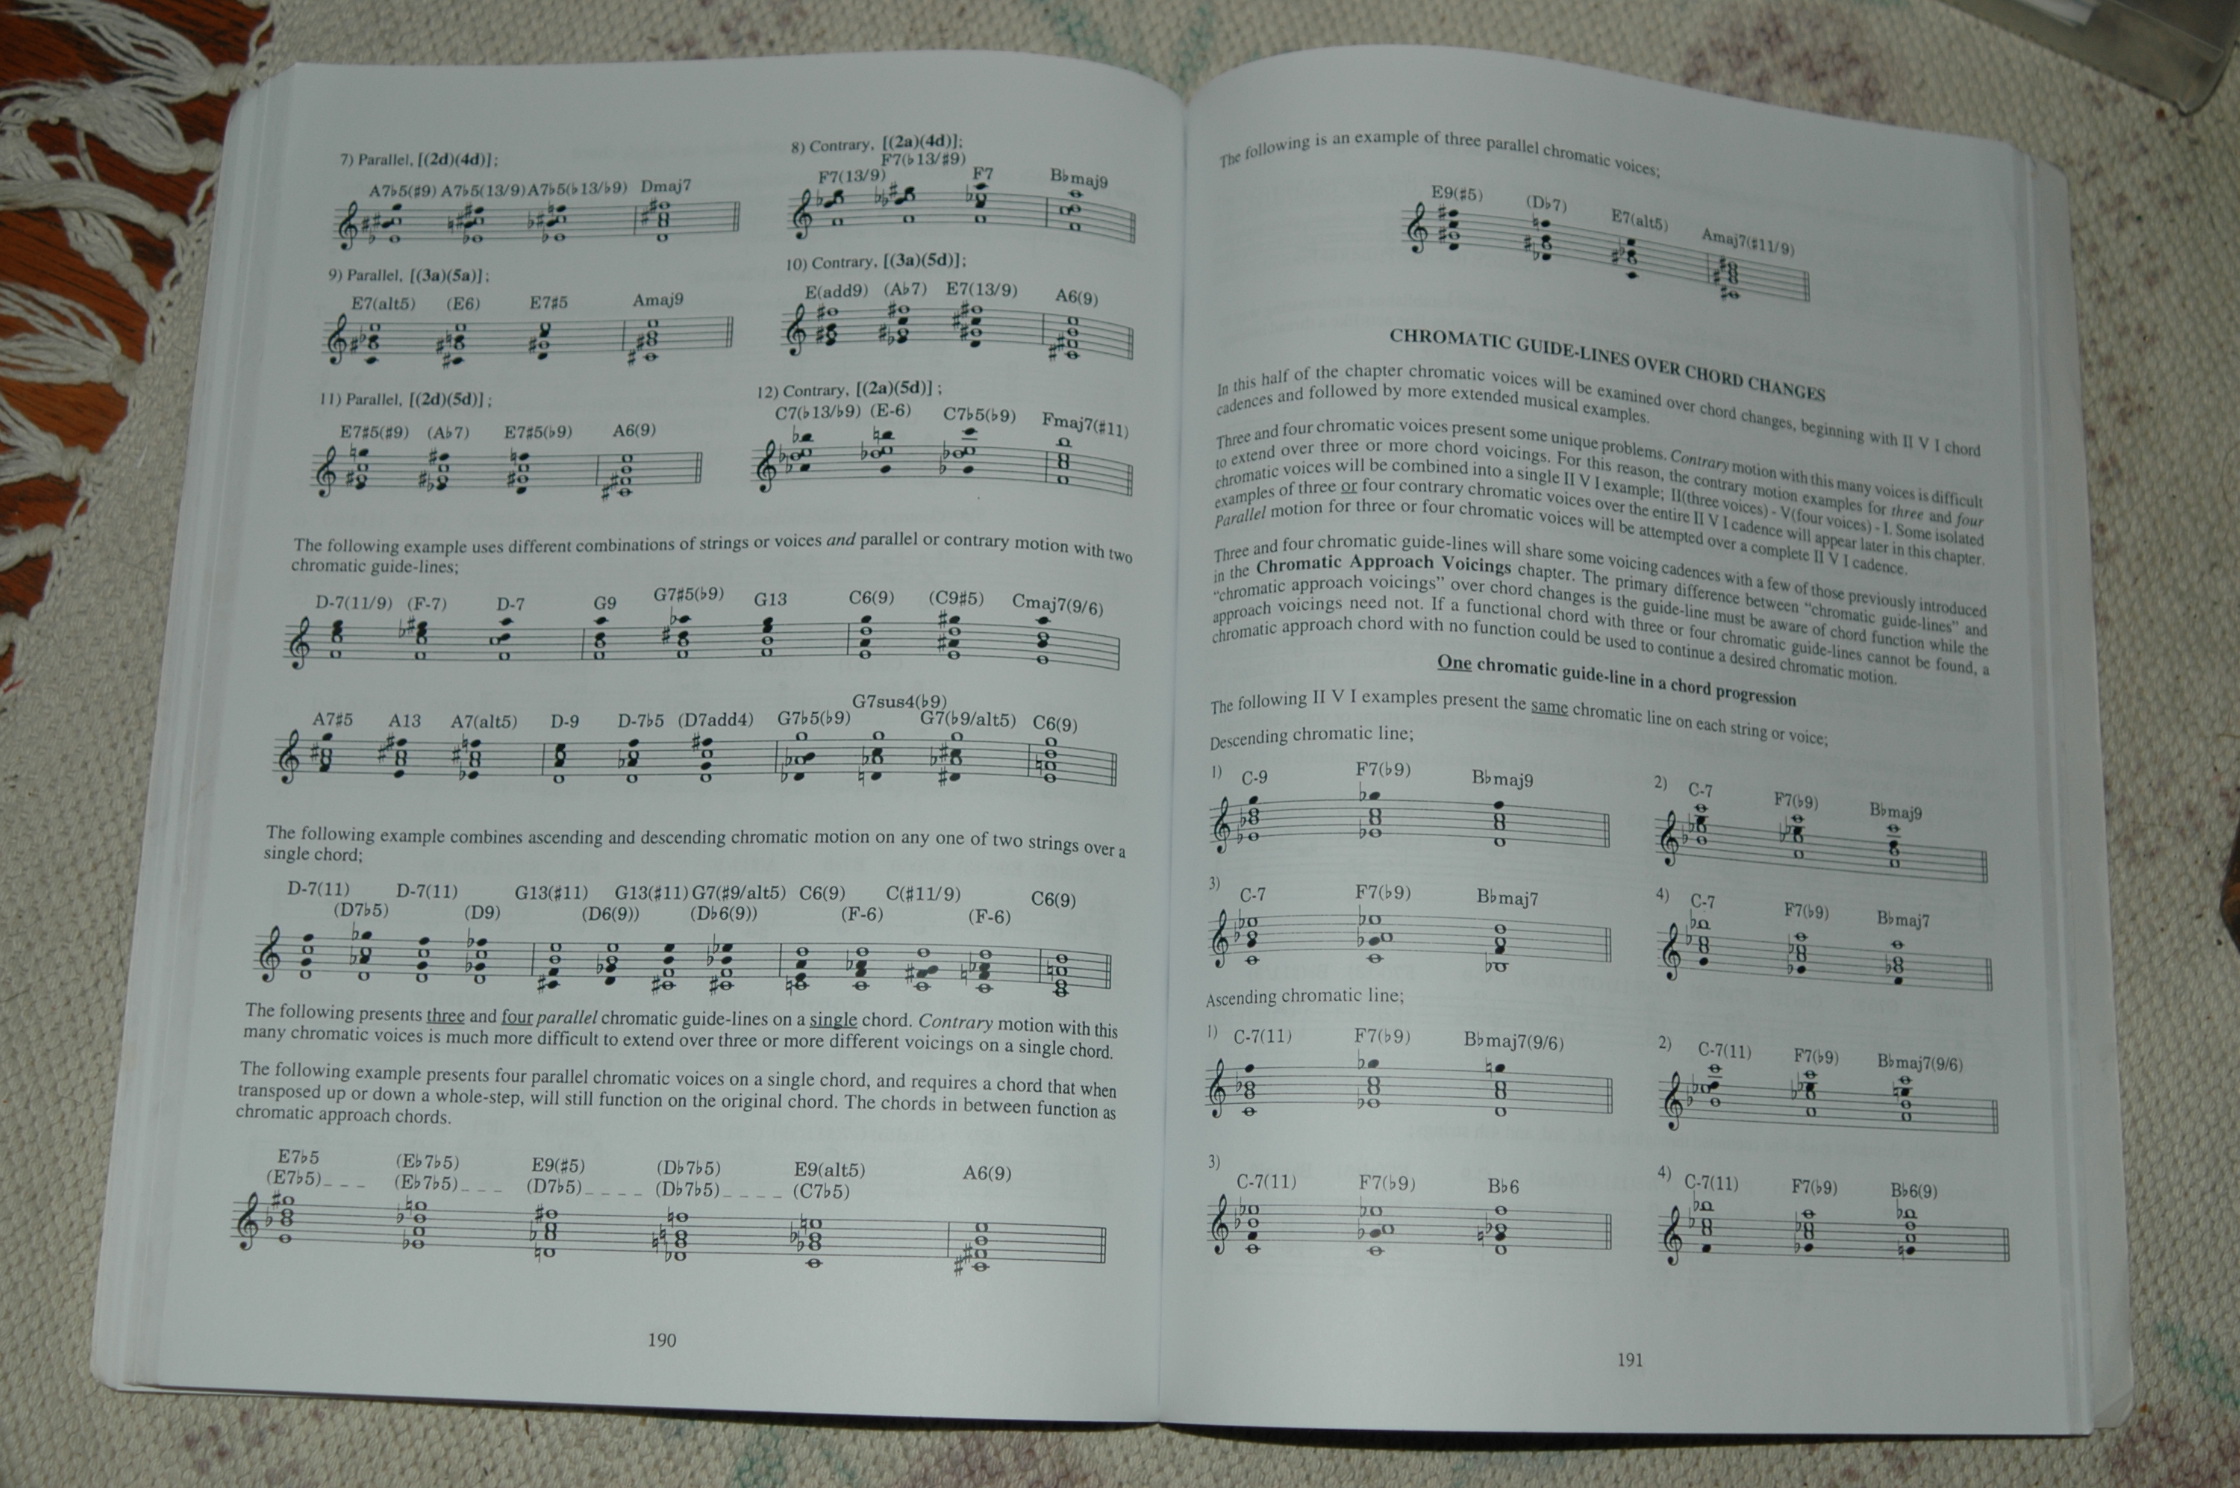 7) Parallel, [(2d)(4d)];
A7♭5(♯9) A7♭5(13/9) A7♭5(♭13/♭9) Dmaj7
8) Contrary, [(2a)(4d)];
F7(♭13/♯9)
F7(13/9) F7 B♭maj9
9) Parallel, [(3a)(5a)];
E7(alt5) (E6) E7♯5 Amaj9
10) Contrary, [(3a)(5d)];
E(add9) (A♭7) E7(13/9) A6(9)
11) Parallel, [(2d)(5d)];
E7♯5(♯9) (A♭7) E7♯5(♭9) A6(9)
12) Contrary, [(2a)(5d)];
C7(♭13/♭9) (E-6) C7♭5(♭9) Fmaj7(♯11)
The following example uses different combinations of strings or voices and parallel or contrary motion with two
chromatic guide-lines;
D-7(11/9) (F-7) D-7 G9 G7♯5(♭9) G13 C6(9) (C9♯5) Cmaj7(9/6)
G7sus4(♭9)
A7♯5 A13 A7(alt5) D-9 D-7♭5 (D7add4) G7♭5(♭9) G7(♭9/alt5) C6(9)
The following example combines ascending and descending chromatic motion on any one of two strings over a
single chord;
D-7(11) D-7(11) G13(♯11) G13(♯11) G7(♯9/alt5) C6(9) C(♯11/9) C6(9)
(D7♭5) (D9) (D6(9)) (D♭6(9)) (F-6) (F-6)
The following presents three and four parallel chromatic guide-lines on a single chord. Contrary motion with this
many chromatic voices is much more difficult to extend over three or more different voicings on a single chord.
The following example presents four parallel chromatic voices on a single chord, and requires a chord that when
transposed up or down a whole-step, will still function on the original chord. The chords in between function as
chromatic approach chords.
E7♭5 (E♭7♭5) E9(♯5) (D♭7♭5) E9(alt5) A6(9)
(E7♭5)_ _ _ (E♭7♭5)_ _ _ (D7♭5)_ _ _ _ (D♭7♭5)_ _ _ _ (C7♭5)
190
The following is an example of three parallel chromatic voices;
E9(♯5) (D♭7) E7(alt5) Amaj7(♯11/9)
CHROMATIC GUIDE-LINES OVER CHORD CHANGES
In this half of the chapter chromatic voices will be examined over chord changes, beginning with II V I chord
cadences and followed by more extended musical examples.
Three and four chromatic voices present some unique problems. Contrary motion with this many voices is difficult
to extend over three or more chord voicings. For this reason, the contrary motion examples for three and four
chromatic voices will be combined into a single II V I example; II(three voices) - V(four voices) - I. Some isolated
examples of three or four contrary chromatic voices over the entire II V I cadence will appear later in this chapter.
Parallel motion for three or four chromatic voices will be attempted over a complete II V I cadence.
Three and four chromatic guide-lines will share some voicing cadences with a few of those previously introduced
in the Chromatic Approach Voicings chapter. The primary difference between "chromatic guide-lines" and
"chromatic approach voicings" over chord changes is the guide-line must be aware of chord function while the
approach voicings need not. If a functional chord with three or four chromatic guide-lines cannot be found, a
chromatic approach chord with no function could be used to continue a desired chromatic motion.
One chromatic guide-line in a chord progression
The following II V I examples present the same chromatic line on each string or voice;
Descending chromatic line;
1) C-9 F7(♭9) B♭maj9
2) C-7 F7(♭9) B♭maj9
3) C-7 F7(♭9) B♭maj7
4) C-7 F7(♭9) B♭maj7
Ascending chromatic line;
1) C-7(11) F7(♭9) B♭maj7(9/6)
2) C-7(11) F7(♭9) B♭maj7(9/6)
3)
C-7(11) F7(♭9) B♭6
4) C-7(11) F7(♭9) B♭6(9)
191